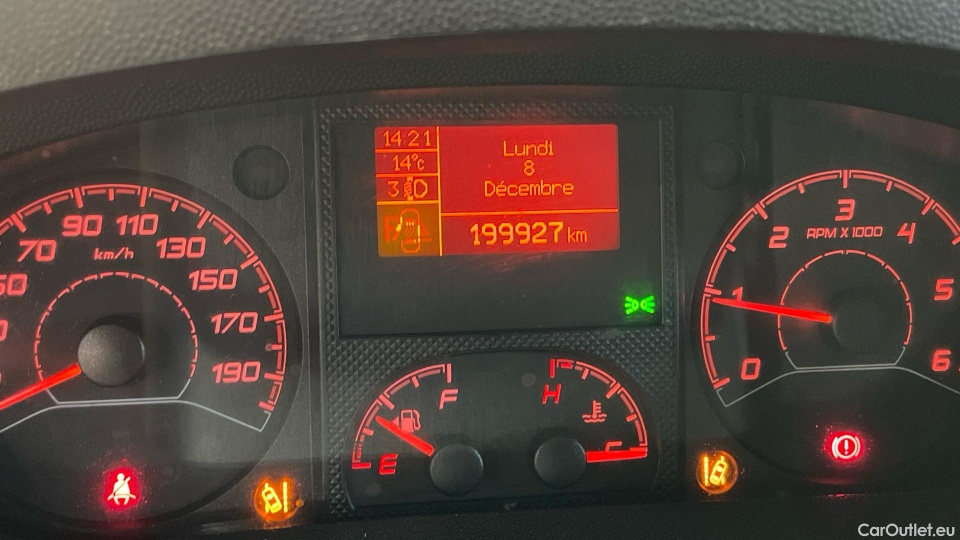 14:21
14°c
3
Lundi
8
Décembre
199927 km
70
90
110
130
150
170
190
km/h
0
1
2
3
4
5
6
RPM X 1000
F
E
H
C
CarOutlet.eu